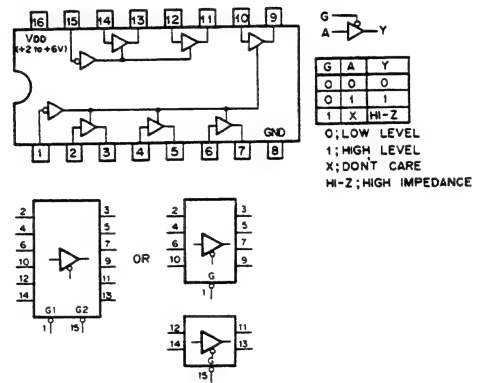 16 15 14 13 12 11 10 9
VDD
(+2 to +6V)
GND
1 2 3 4 5 6 7 8
G
A Y
G A Y
0 0 0
0 1 1
1 X HI-Z
0; LOW LEVEL
1; HIGH LEVEL
X; DON'T CARE
HI-Z; HIGH IMPEDANCE
2 3
4 5
6 7
10 9
12 11
14 13
G1 G2
1 15
OR
2 3
4 5
6 7
10 9
G
1
12 11
14 13
G
15